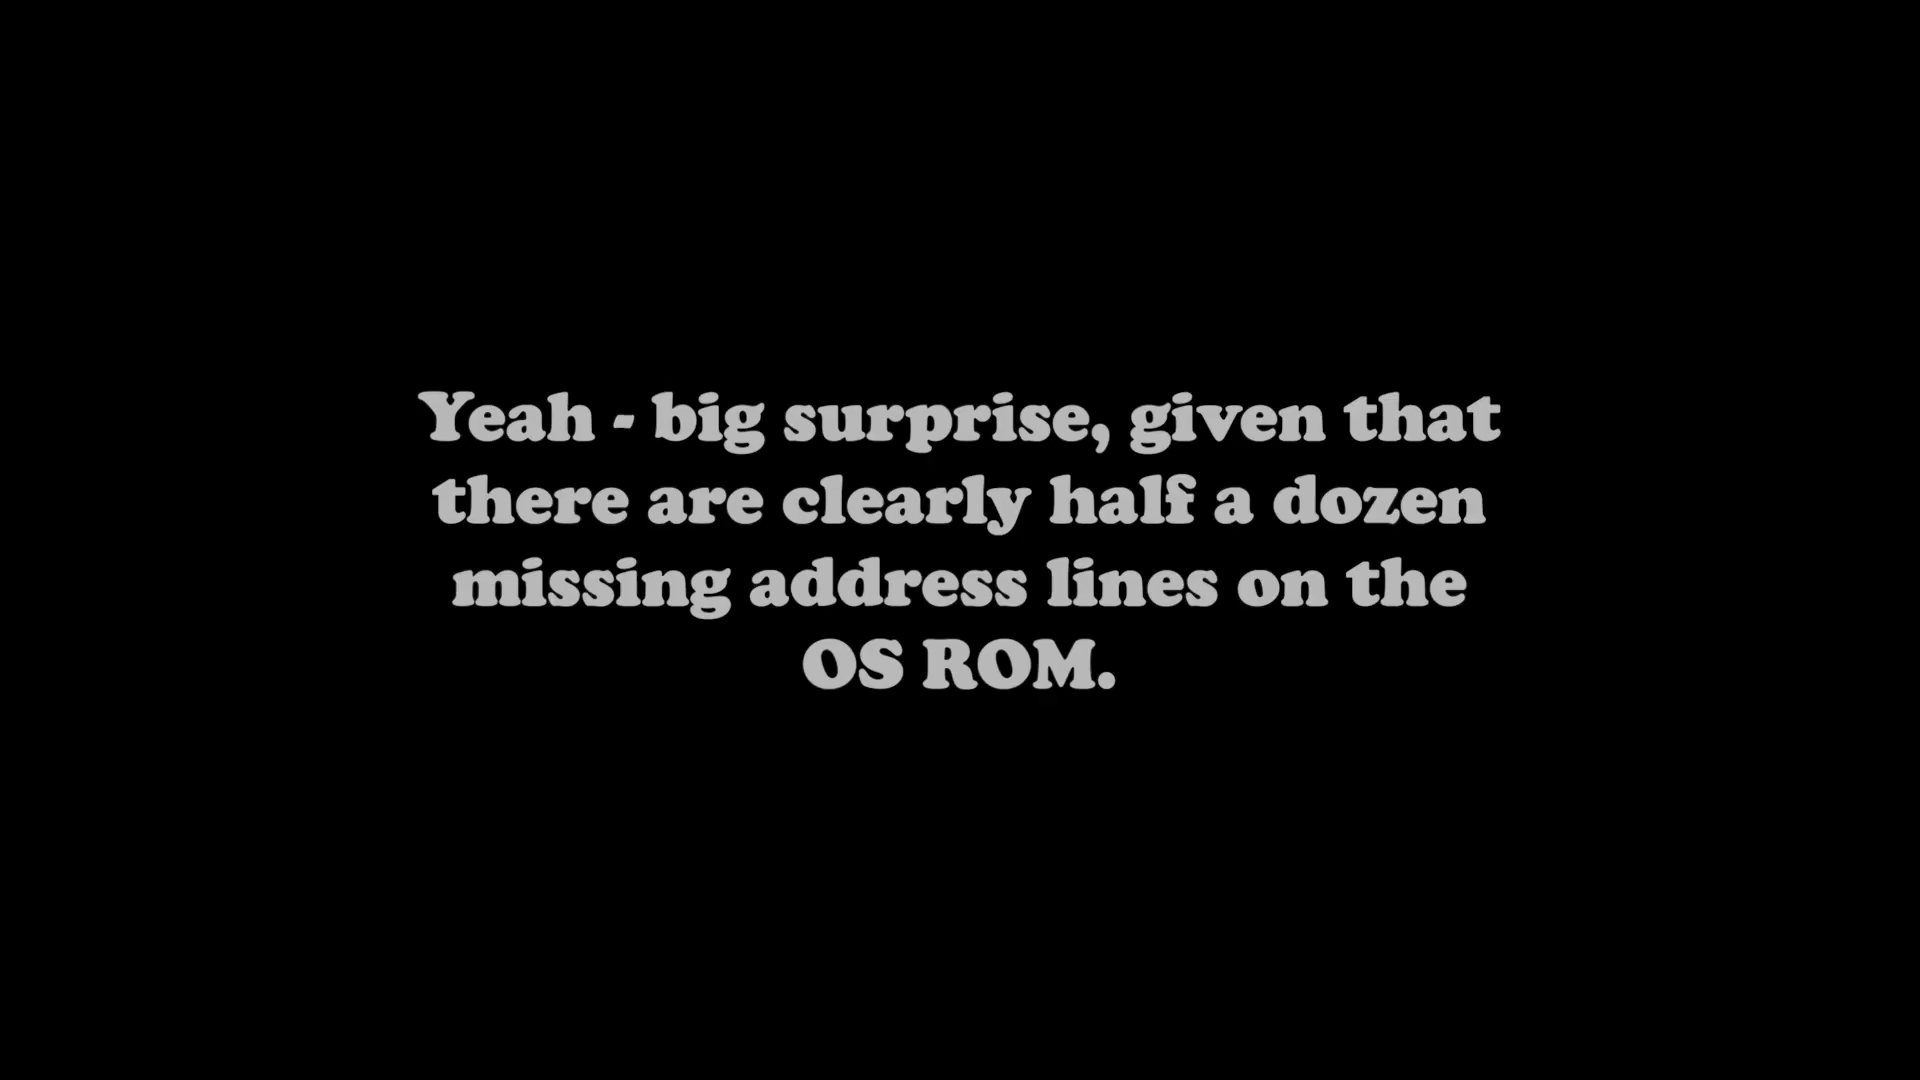 Yeah - big surprise, given that
there are clearly half a dozen
missing address lines on the
OS ROM.